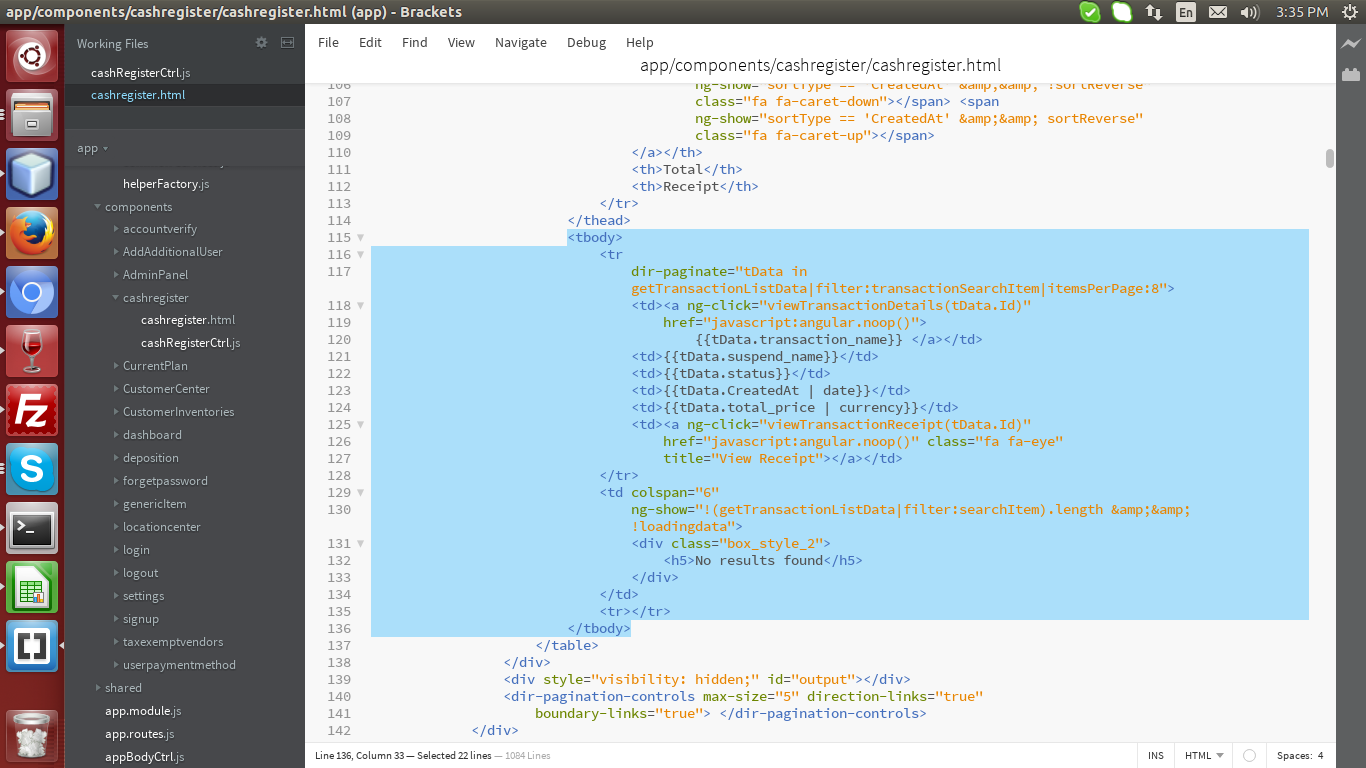 app/components/cashregister/cashregister.html (app) - Brackets
En
3:35 PM
Working Files
cashRegisterCtrl.js
cashregister.html
app
helperFactory.js
components
accountverify
AddAdditionalUser
AdminPanel
cashregister
cashregister.html
cashRegisterCtrl.js
CurrentPlan
CustomerCenter
CustomerInventories
dashboard
deposition
forgetpassword
genericItem
locationcenter
login
logout
settings
signup
taxexemptvendors
userpaymentmethod
shared
app.module.js
app.routes.js
appBodyCtrl.js
File Edit Find View Navigate Debug Help
app/components/cashregister/cashregister.html
106 ng-show="sortType == 'CreatedAt' &amp;&amp; !sortReverse"
107 class="fa fa-caret-down"></span> <span
108 ng-show="sortType == 'CreatedAt' &amp;&amp; sortReverse"
109 class="fa fa-caret-up"></span>
110 </a></th>
111 <th>Total</th>
112 <th>Receipt</th>
113 </tr>
114 </thead>
115 <tbody>
116 <tr
117 dir-paginate="tData in
getTransactionListData|filter:transactionSearchItem|itemsPerPage:8">
118 <td><a ng-click="viewTransactionDetails(tData.Id)"
119 href="javascript:angular.noop()">
120 {{tData.transaction_name}} </a></td>
121 <td>{{tData.suspend_name}}</td>
122 <td>{{tData.status}}</td>
123 <td>{{tData.CreatedAt | date}}</td>
124 <td>{{tData.total_price | currency}}</td>
125 <td><a ng-click="viewTransactionReceipt(tData.Id)"
126 href="javascript:angular.noop()" class="fa fa-eye"
127 title="View Receipt"></a></td>
128 </tr>
129 <td colspan="6"
130 ng-show="!(getTransactionListData|filter:searchItem).length &amp;&amp;
!loadingdata">
131 <div class="box_style_2">
132 <h5>No results found</h5>
133 </div>
134 </td>
135 <tr></tr>
136 </tbody>
137 </table>
138 </div>
139 <div style="visibility: hidden;" id="output"></div>
140 <dir-pagination-controls max-size="5" direction-links="true"
141 boundary-links="true"> </dir-pagination-controls>
142 </div>
Line 136, Column 33 — Selected 22 lines — 1084 Lines
INS
HTML
Spaces: 4